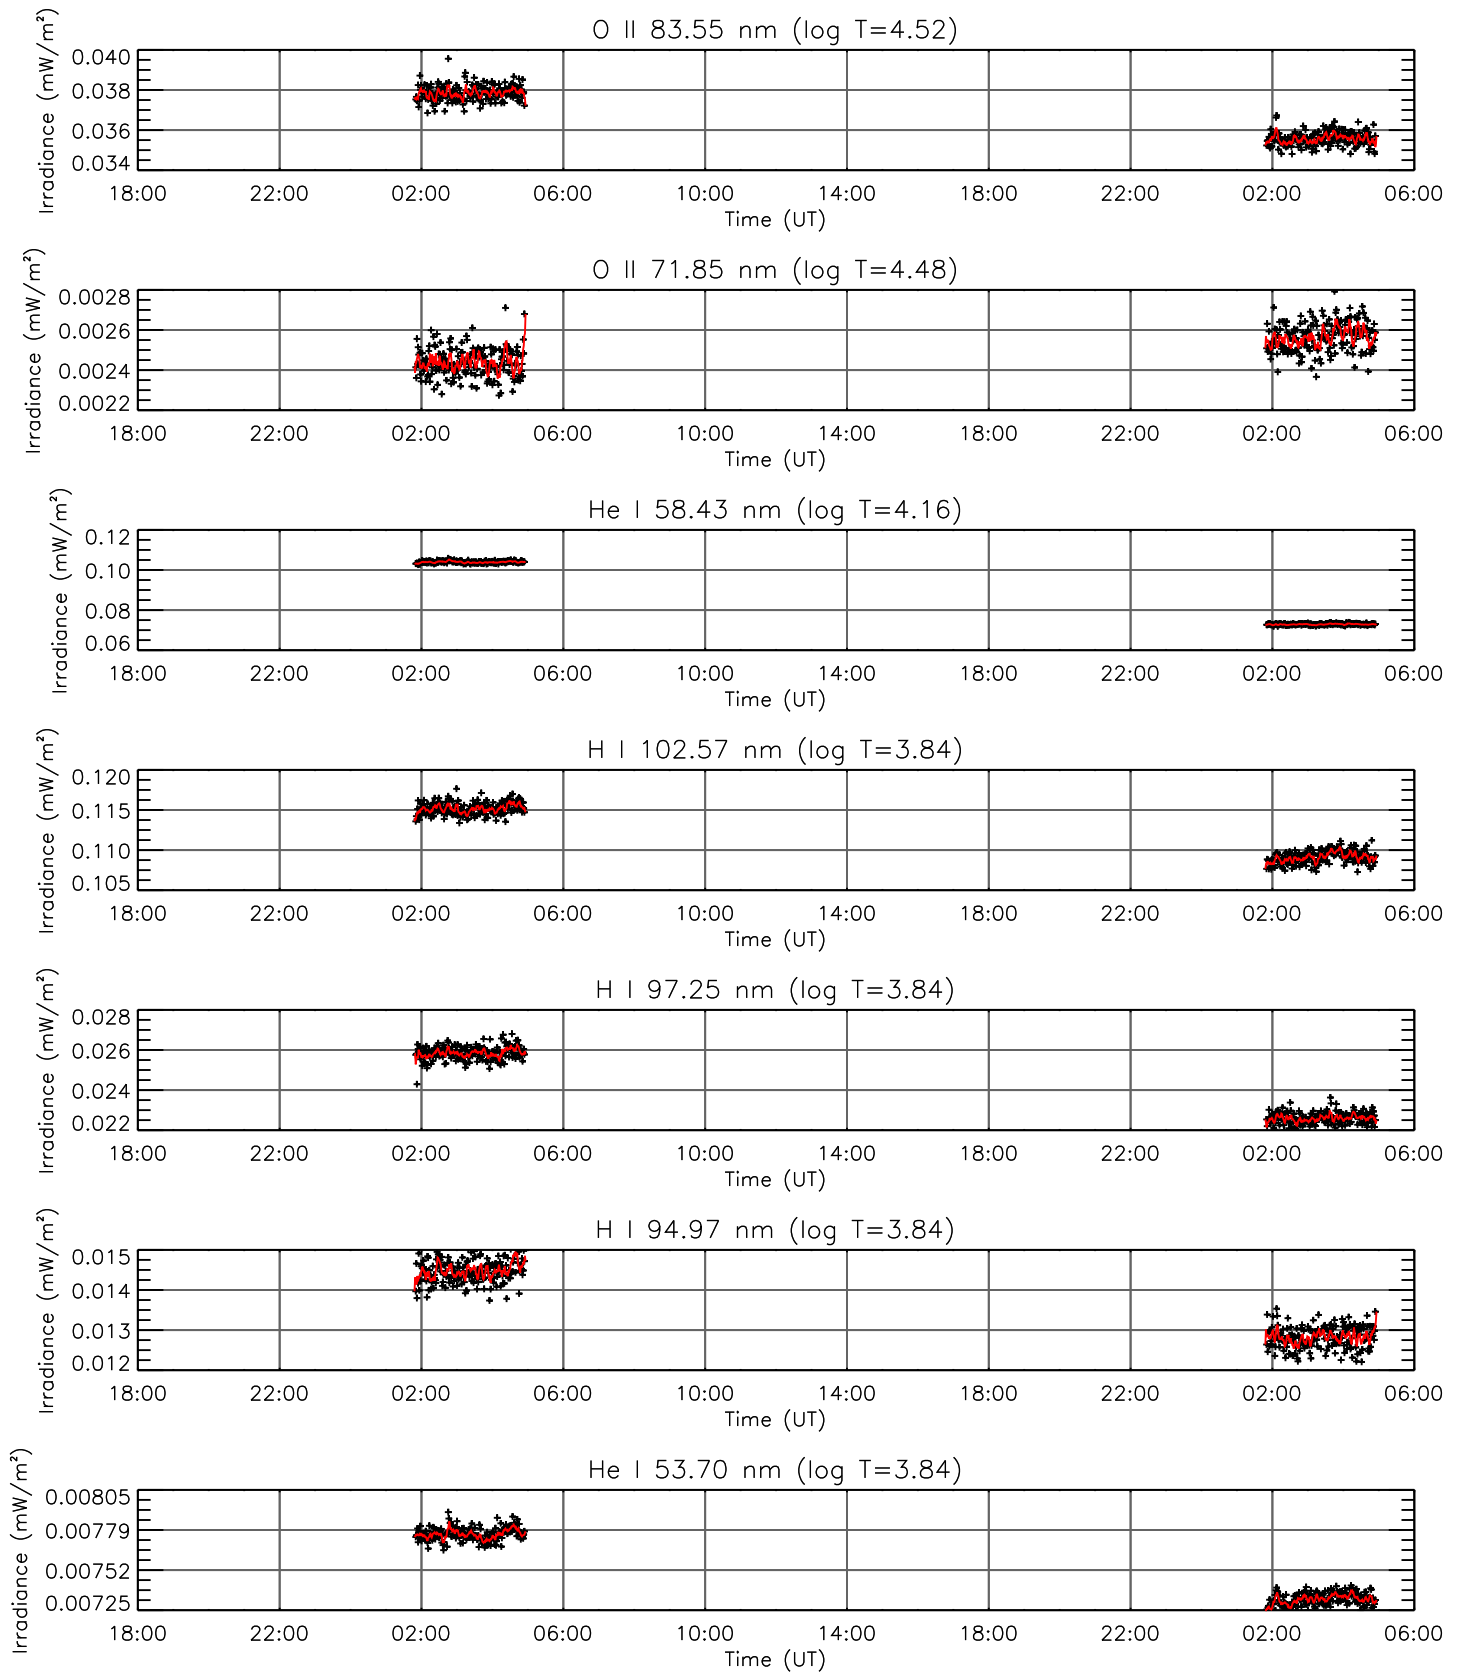 O II 83.55 nm (log T=4.52)
Irradiance (mW/m²)
0.040
0.038
0.036
0.034
18:00 22:00 02:00 06:00 10:00 14:00 18:00 22:00 02:00 06:00
Time (UT)
O II 71.85 nm (log T=4.48)
Irradiance (mW/m²)
0.0028
0.0026
0.0024
0.0022
18:00 22:00 02:00 06:00 10:00 14:00 18:00 22:00 02:00 06:00
Time (UT)
He I 58.43 nm (log T=4.16)
Irradiance (mW/m²)
0.12
0.10
0.08
0.06
18:00 22:00 02:00 06:00 10:00 14:00 18:00 22:00 02:00 06:00
Time (UT)
H I 102.57 nm (log T=3.84)
Irradiance (mW/m²)
0.120
0.115
0.110
0.105
18:00 22:00 02:00 06:00 10:00 14:00 18:00 22:00 02:00 06:00
Time (UT)
H I 97.25 nm (log T=3.84)
Irradiance (mW/m²)
0.028
0.026
0.024
0.022
18:00 22:00 02:00 06:00 10:00 14:00 18:00 22:00 02:00 06:00
Time (UT)
H I 94.97 nm (log T=3.84)
Irradiance (mW/m²)
0.015
0.014
0.013
0.012
18:00 22:00 02:00 06:00 10:00 14:00 18:00 22:00 02:00 06:00
Time (UT)
He I 53.70 nm (log T=3.84)
Irradiance (mW/m²)
0.00805
0.00779
0.00752
0.00725
18:00 22:00 02:00 06:00 10:00 14:00 18:00 22:00 02:00 06:00
Time (UT)